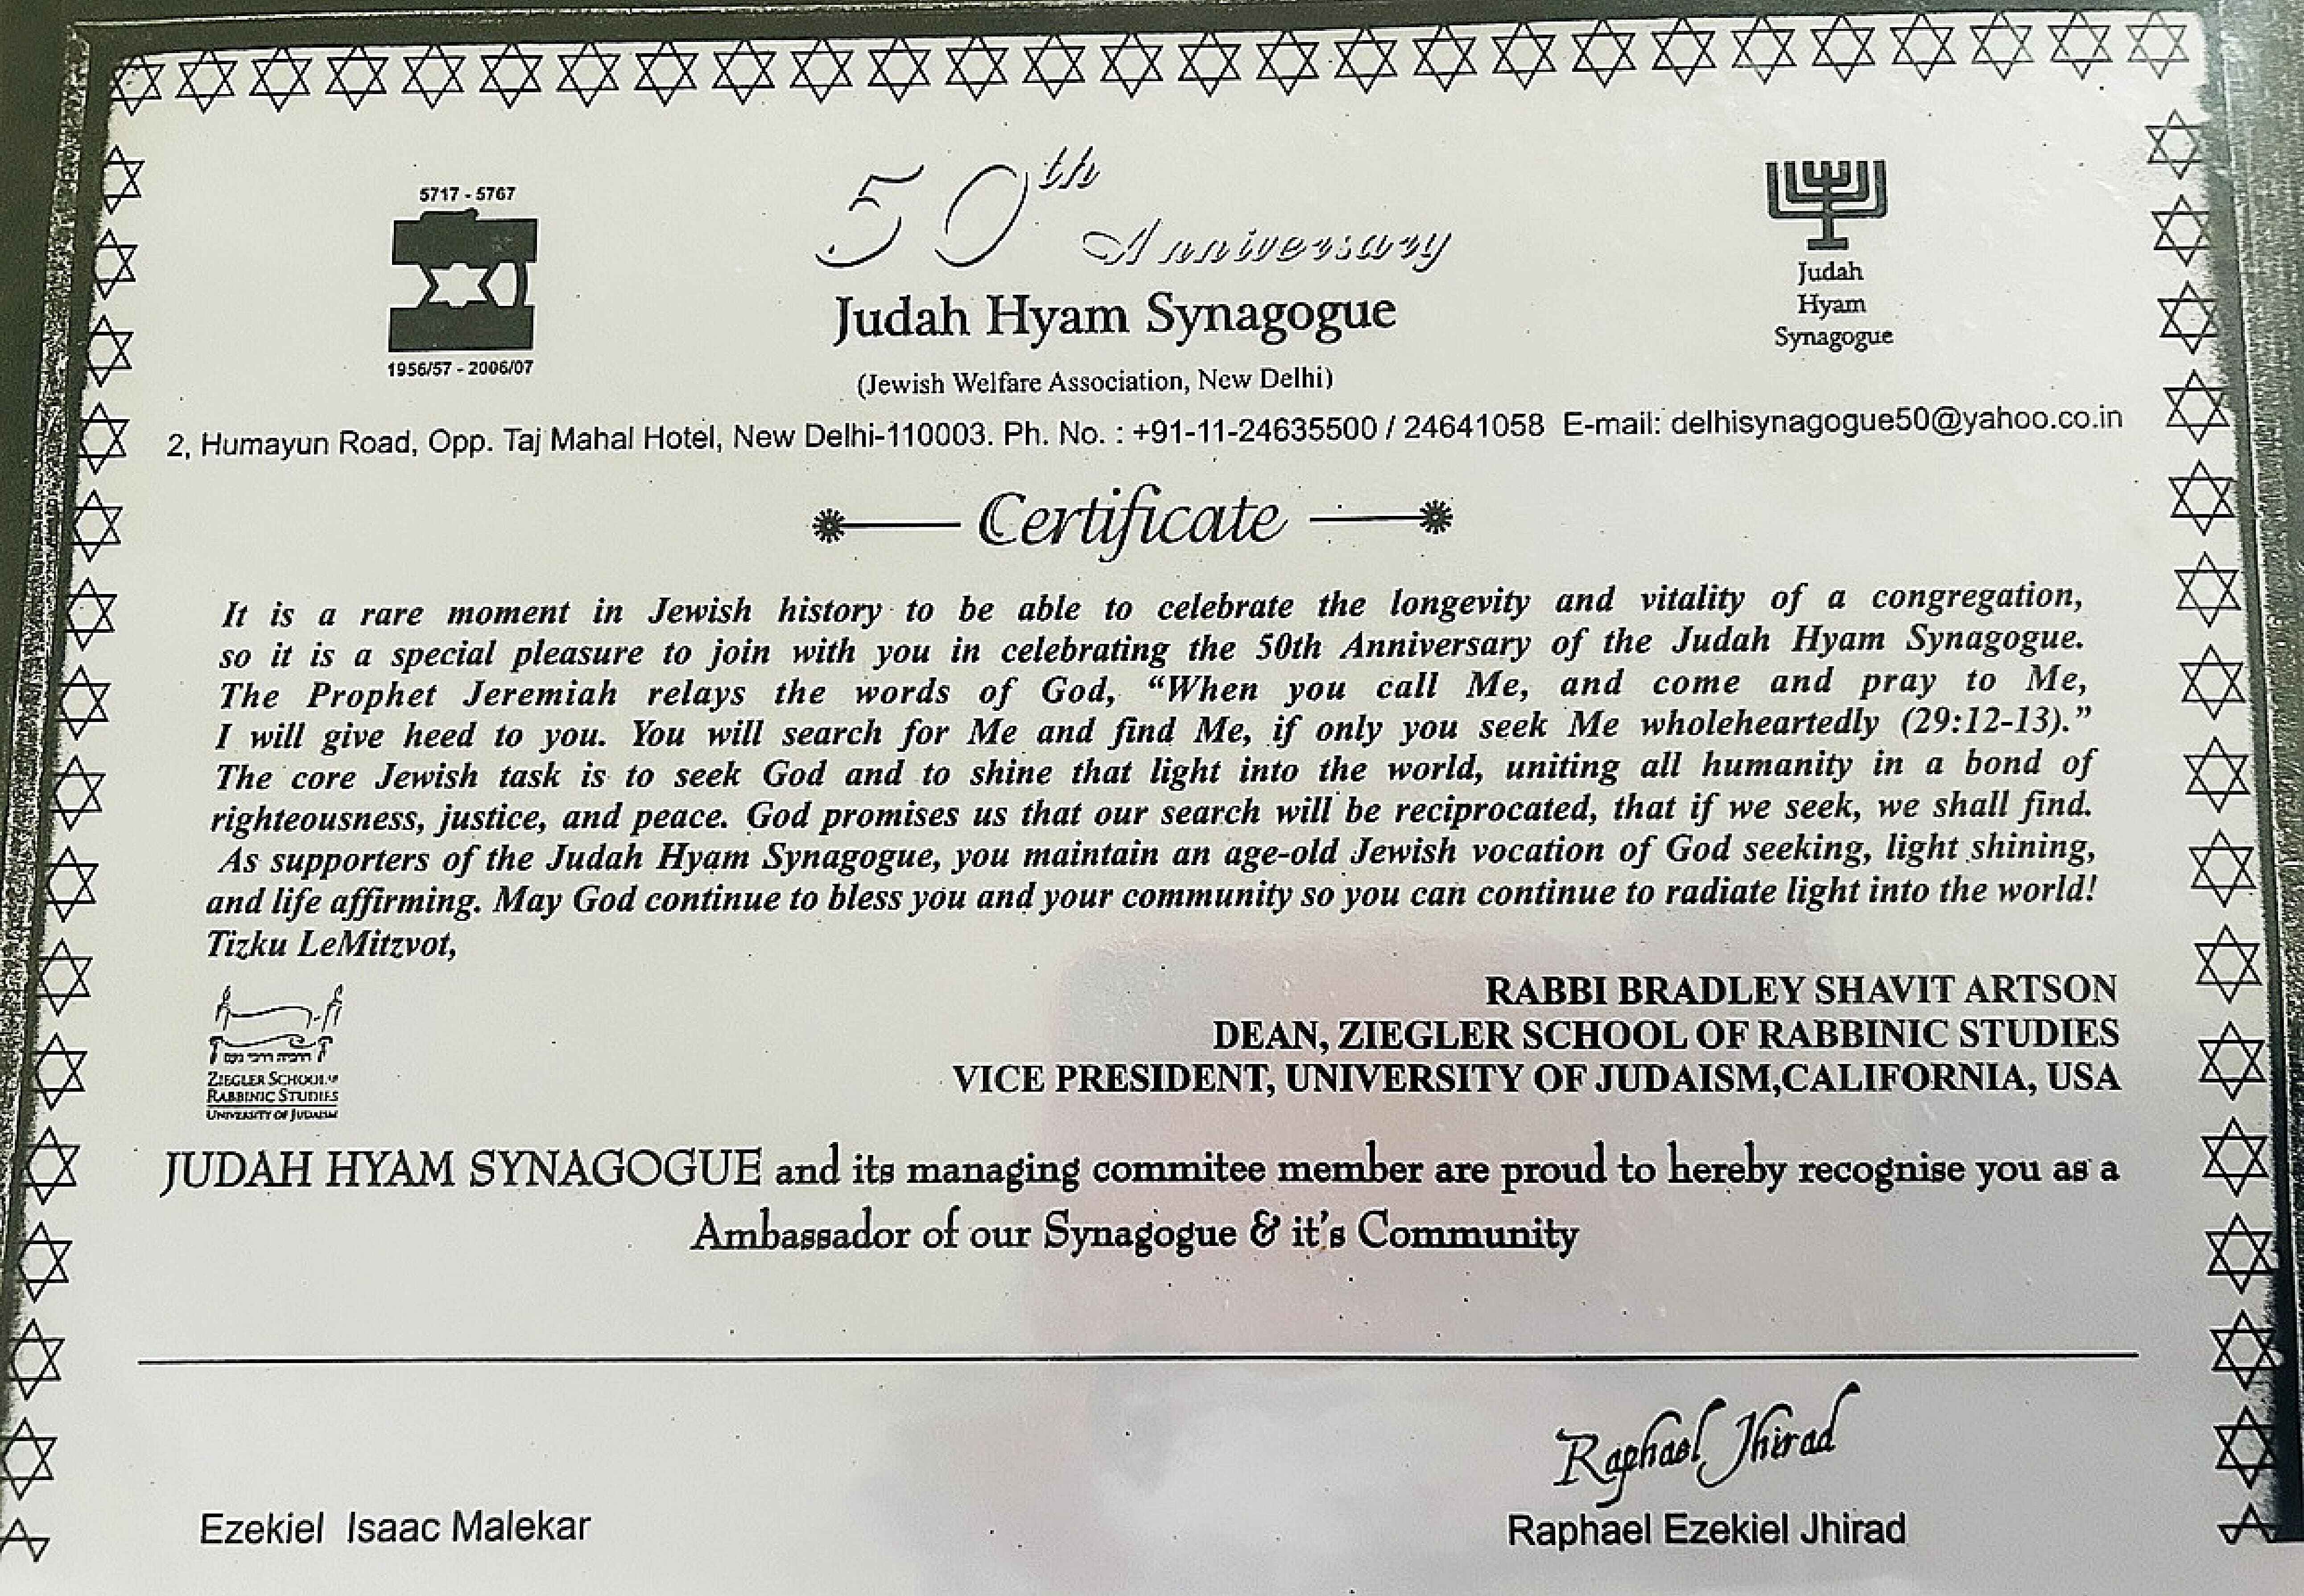 5717 - 5767
1956/57 - 2006/07
50th
Anniversary
Judah Hyam Synagogue
(Jewish Welfare Association, New Delhi)
Judah
Hyam
Synagogue
2, Humayun Road, Opp. Taj Mahal Hotel, New Delhi-110003. Ph. No. : +91-11-24635500 / 24641058 E-mail: delhisynagogue50@yahoo.co.in
Certificate
It is a rare moment in Jewish history to be able to celebrate the longevity and vitality of a congregation,
so it is a special pleasure to join with you in celebrating the 50th Anniversary of the Judah Hyam Synagogue.
The Prophet Jeremiah relays the words of God, “When you call Me, and come and pray to Me,
I will give heed to you. You will search for Me and find Me, if only you seek Me wholeheartedly (29:12-13).”
The core Jewish task is to seek God and to shine that light into the world, uniting all humanity in a bond of
righteousness, justice, and peace. God promises us that our search will be reciprocated, that if we seek, we shall find.
As supporters of the Judah Hyam Synagogue, you maintain an age-old Jewish vocation of God seeking, light shining,
and life affirming. May God continue to bless you and your community so you can continue to radiate light into the world!
Tizku LeMitzvot,
ZIEGLER SCHOOL of
RABBINIC STUDIES
UNIVERSITY OF JUDAISM
RABBI BRADLEY SHAVIT ARTSON
DEAN, ZIEGLER SCHOOL OF RABBINIC STUDIES
VICE PRESIDENT, UNIVERSITY OF JUDAISM,CALIFORNIA, USA
JUDAH HYAM SYNAGOGUE and its managing commitee member are proud to hereby recognise you as a
Ambassador of our Synagogue & it's Community
Raphael Jhirad
Ezekiel Isaac Malekar
Raphael Ezekiel Jhirad